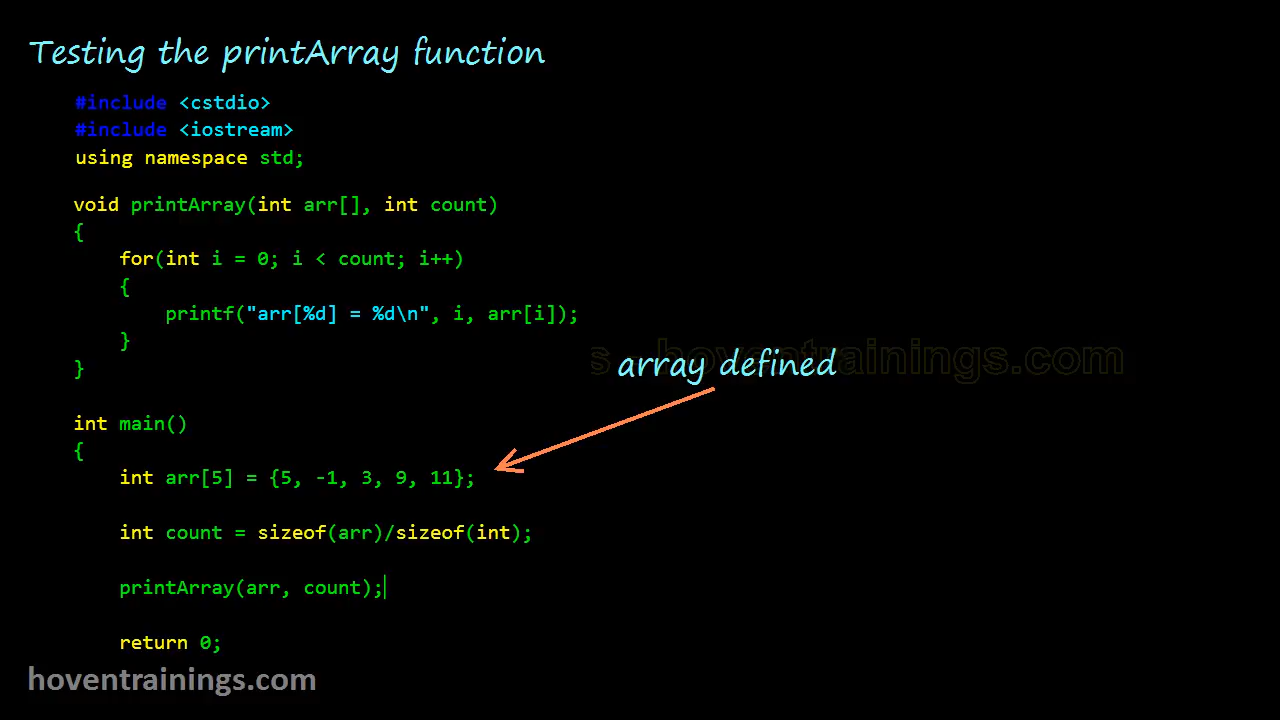 Testing the printArray function
#include <cstdio>
#include <iostream>
using namespace std;
void printArray(int arr[], int count)
{
for(int i = 0; i < count; i++)
{
printf("arr[%d] = %d\n", i, arr[i]);
}
s hoventrainings.com
array defined
}
int main()
{
int arr[5] = {5, -1, 3, 9, 11};
int count = sizeof(arr)/sizeof(int);
printArray(arr, count);
return 0;
hoventrainings.com